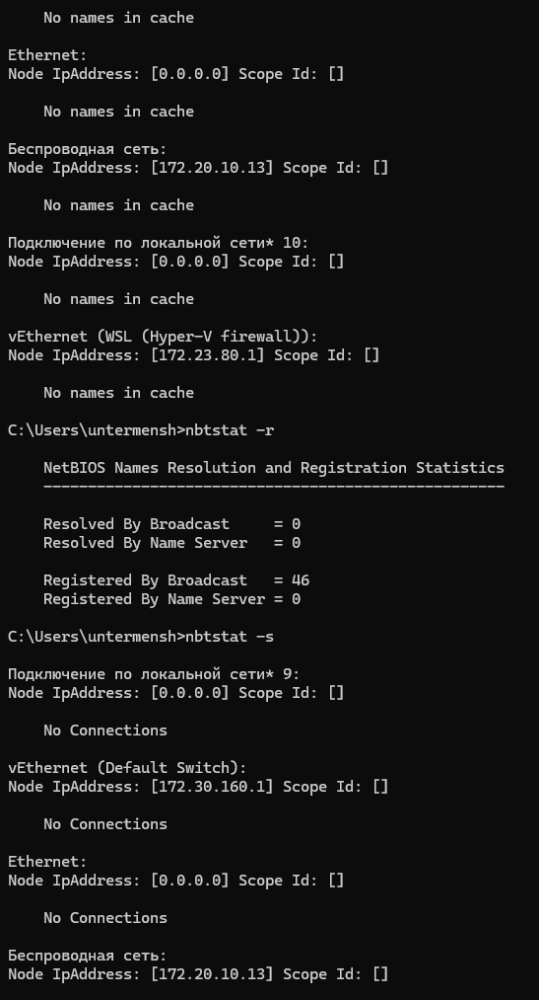 No names in cache
Ethernet:
Node IpAddress: [0.0.0.0] Scope Id: []
No names in cache
Беспроводная сеть:
Node IpAddress: [172.20.10.13] Scope Id: []
No names in cache
Подключение по локальной сети* 10:
Node IpAddress: [0.0.0.0] Scope Id: []
No names in cache
vEthernet (WSL (Hyper-V firewall)):
Node IpAddress: [172.23.80.1] Scope Id: []
No names in cache
C:\Users\untermensh>nbtstat -r
NetBIOS Names Resolution and Registration Statistics
----------------------------------------------------
Resolved By Broadcast     = 0
Resolved By Name Server   = 0
Registered By Broadcast   = 46
Registered By Name Server = 0
C:\Users\untermensh>nbtstat -s
Подключение по локальной сети* 9:
Node IpAddress: [0.0.0.0] Scope Id: []
No Connections
vEthernet (Default Switch):
Node IpAddress: [172.30.160.1] Scope Id: []
No Connections
Ethernet:
Node IpAddress: [0.0.0.0] Scope Id: []
No Connections
Беспроводная сеть:
Node IpAddress: [172.20.10.13] Scope Id: []